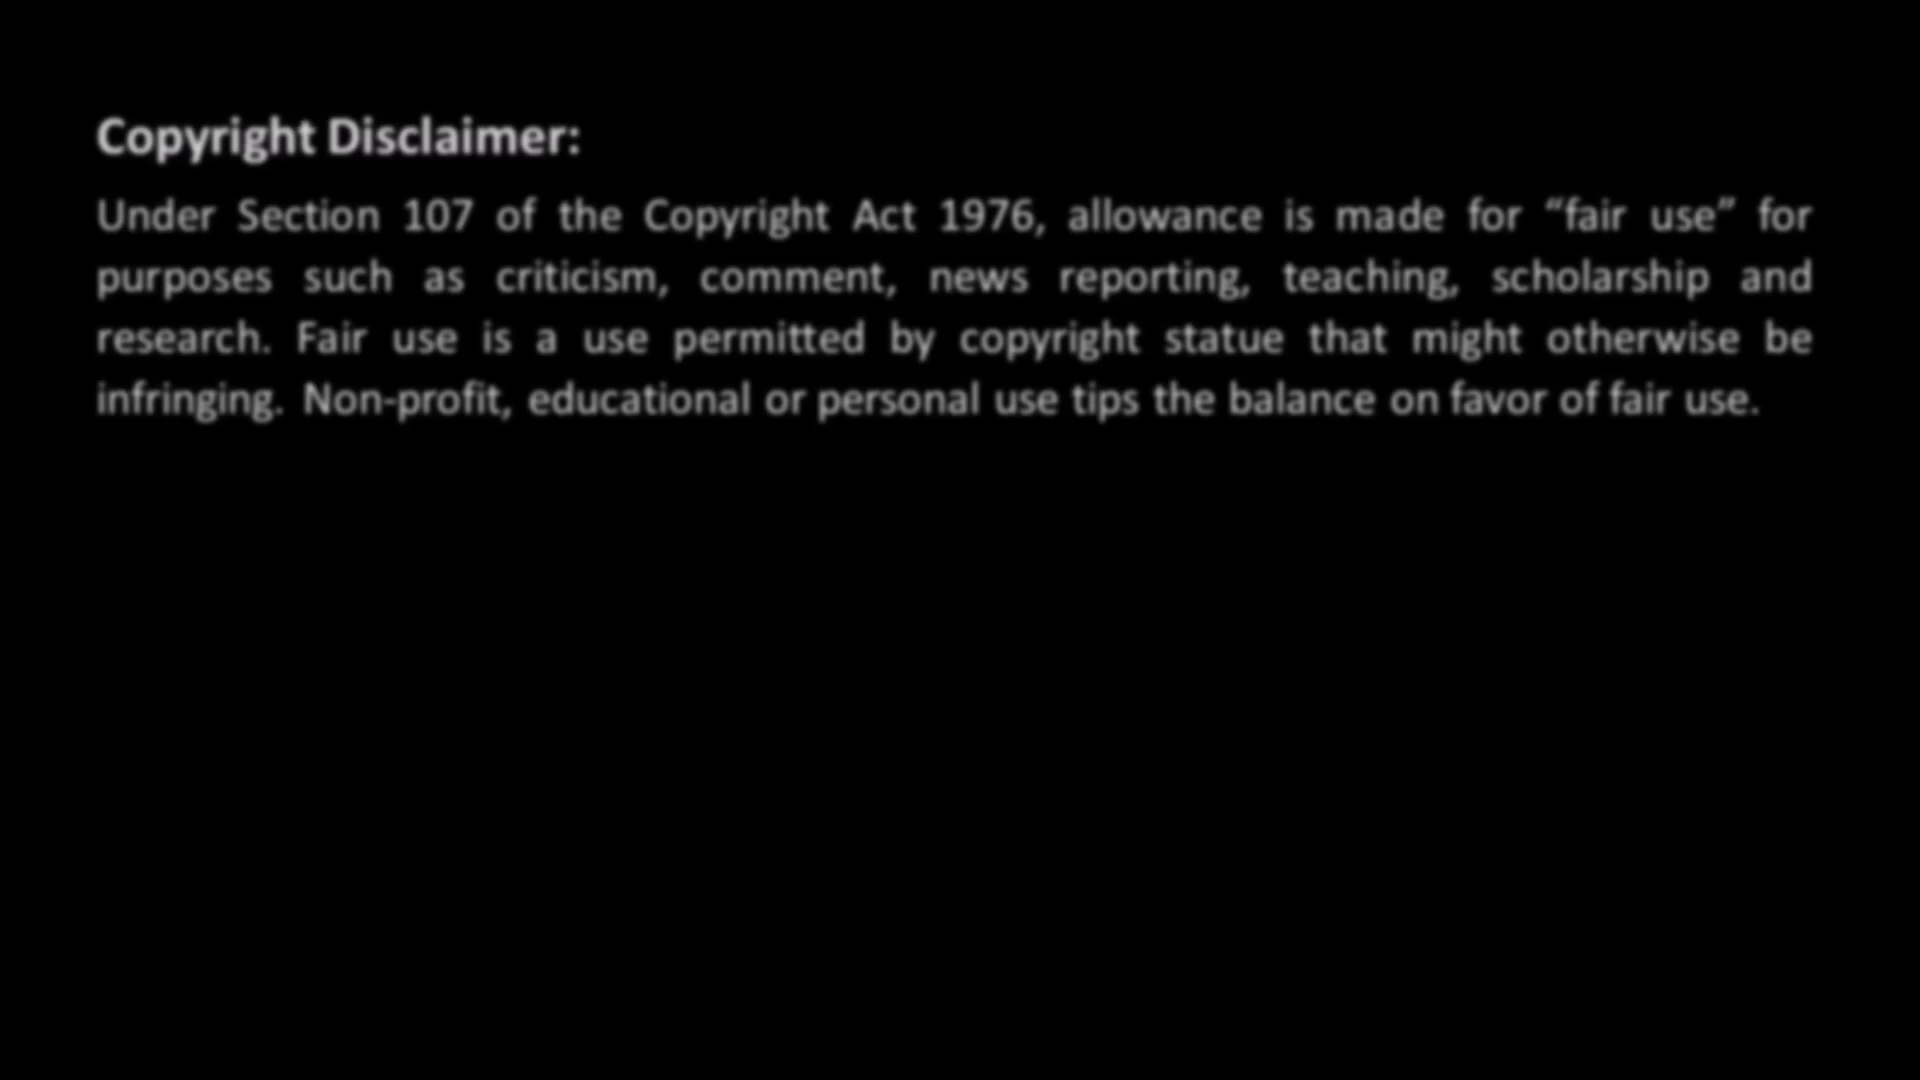 Copyright Disclaimer:
Under Section 107 of the Copyright Act 1976, allowance is made for “fair use” for
purposes such as criticism, comment, news reporting, teaching, scholarship and
research. Fair use is a use permitted by copyright statue that might otherwise be
infringing. Non-profit, educational or personal use tips the balance on favor of fair use.